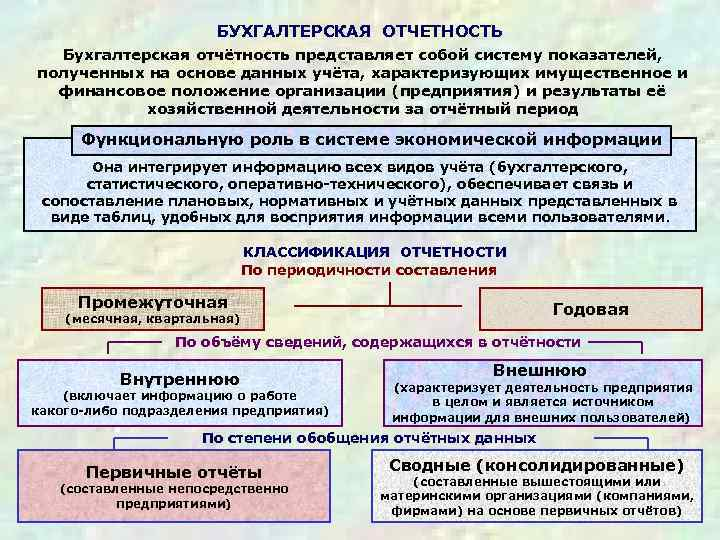 БУХГАЛТЕРСКАЯ ОТЧЕТНОСТЬ
Бухгалтерская отчётность представляет собой систему показателей,
полученных на основе данных учёта, характеризующих имущественное и
финансовое положение организации (предприятия) и результаты её
хозяйственной деятельности за отчётный период
Функциональную роль в системе экономической информации
Она интегрирует информацию всех видов учёта (бухгалтерского,
статистического, оперативно-технического), обеспечивает связь и
сопоставление плановых, нормативных и учётных данных представленных в
виде таблиц, удобных для восприятия информации всеми пользователями.
КЛАССИФИКАЦИЯ ОТЧЕТНОСТИ
По периодичности составления
Промежуточная
(месячная, квартальная)
Годовая
По объёму сведений, содержащихся в отчётности
Внутреннюю
(включает информацию о работе
какого-либо подразделения предприятия)
Внешнюю
(характеризует деятельность предприятия
в целом и является источником
информации для внешних пользователей)
По степени обобщения отчётных данных
Первичные отчёты
(составленные непосредственно
предприятиями)
Сводные (консолидированные)
(составленные вышестоящими или
материнскими организациями (компаниями,
фирмами) на основе первичных отчётов)